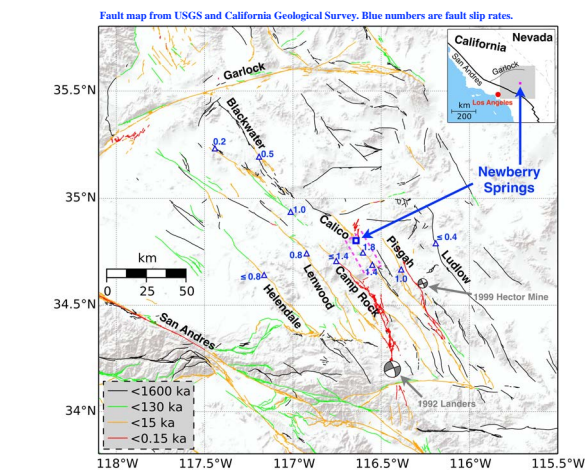 Fault map from USGS and California Geological Survey. Blue numbers are fault slip rates.
California
Nevada
San Andres
Garlock
Los Angeles
km
200
Garlock
35.5°N
Blackwater
0.2
0.5
Newberry
Springs
35°N
1.0
Calico
≤ 0.4
Pisgah
1.8
0.8
≤ 1.4
1.4
Ludlow
km
≤ 0.8
1.0
0 25 50
Lenwood
Camp Rock
Helendale
1999 Hector Mine
34.5°N
San Andres
1992 Landers
<1600 ka
<130 ka
<15 ka
<0.15 ka
34°N
118°W 117.5°W 117°W 116.5°W 116°W 115.5°W